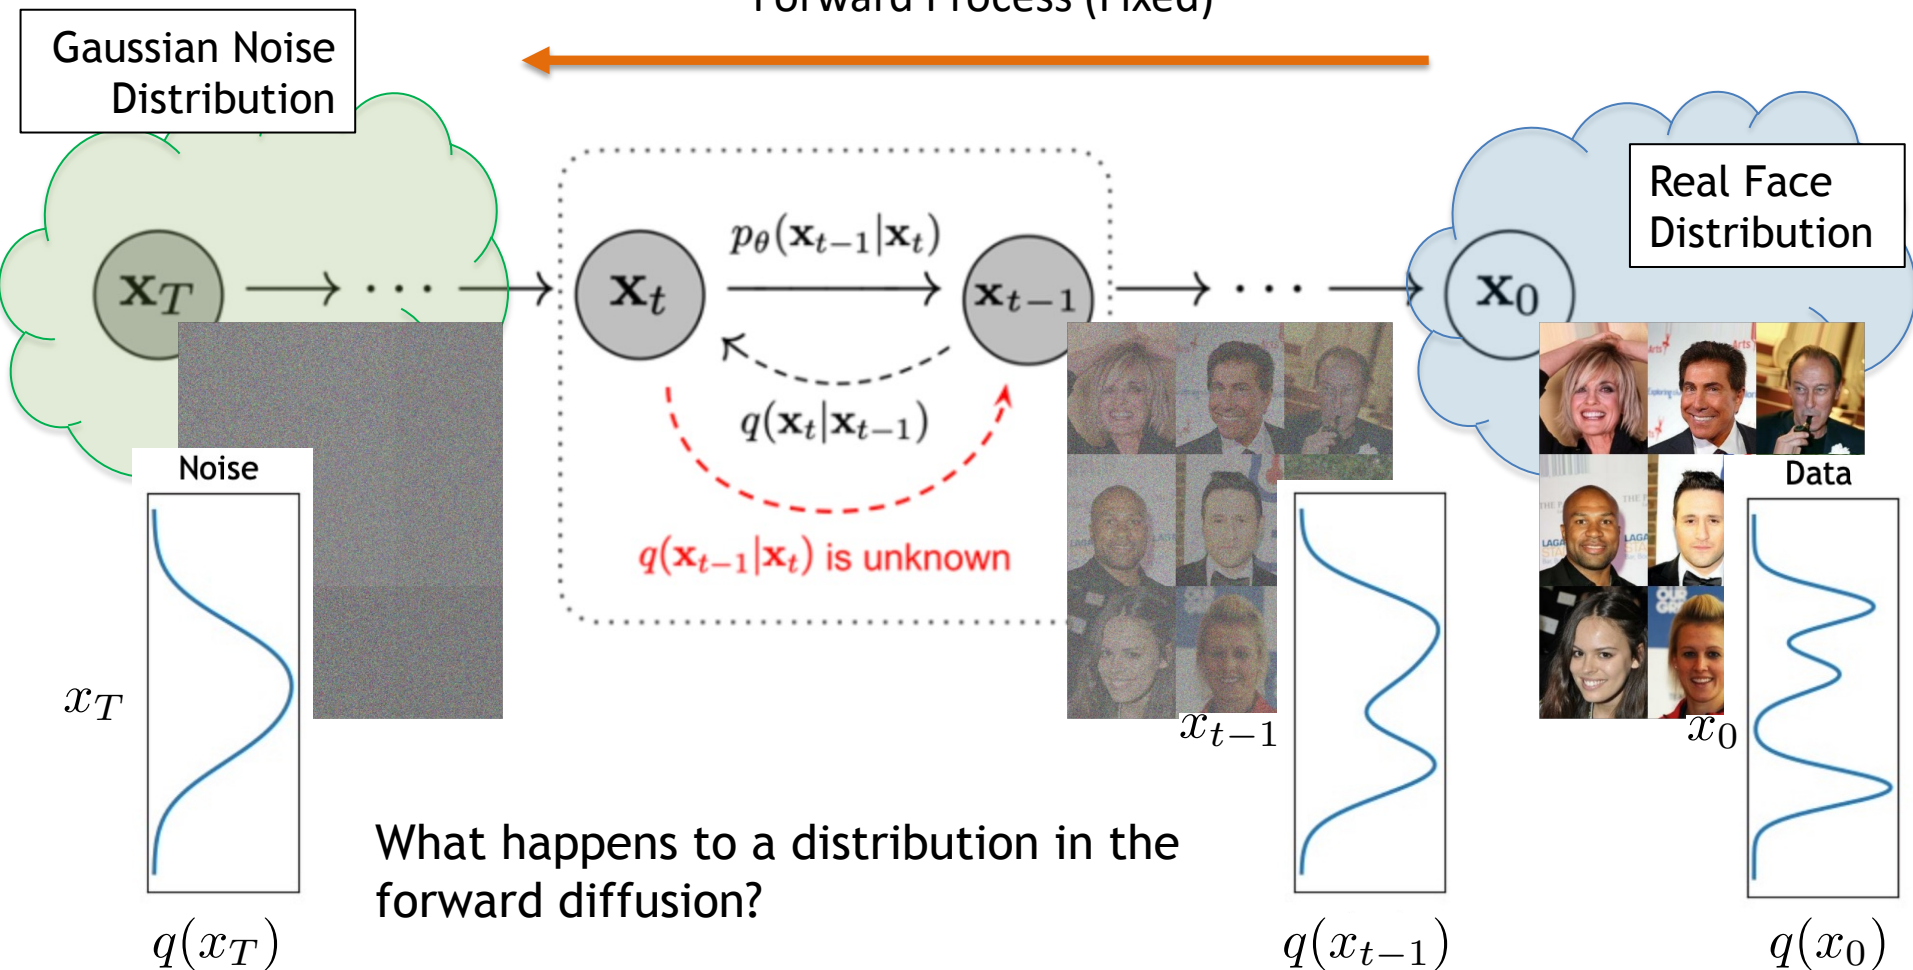 Forward Process (Fixed)
Gaussian Noise
Distribution
Real Face
Distribution
x_T
...
x_t
p_θ(x_{t−1}|x_t)
x_{t−1}
...
x_0
q(x_t|x_{t−1})
q(x_{t−1}|x_t) is unknown
Noise
Data
x_T
x_{t−1}
x_0
What happens to a distribution in the
forward diffusion?
q(x_T)
q(x_{t−1})
q(x_0)